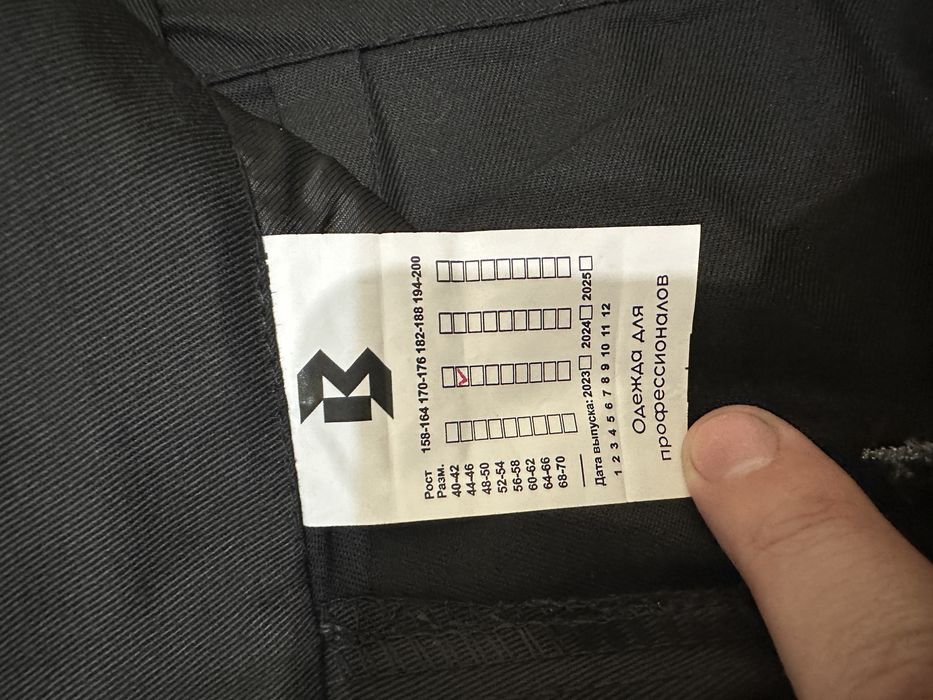 Рост 158-164 170-176 182-188 194-200
Разм.
40-42
44-46
48-50
52-54
56-58
60-62
64-66
68-70
Дата выпуска: 2023 2024 2025
1 2 3 4 5 6 7 8 9 10 11 12
Одежда для
профессионалов